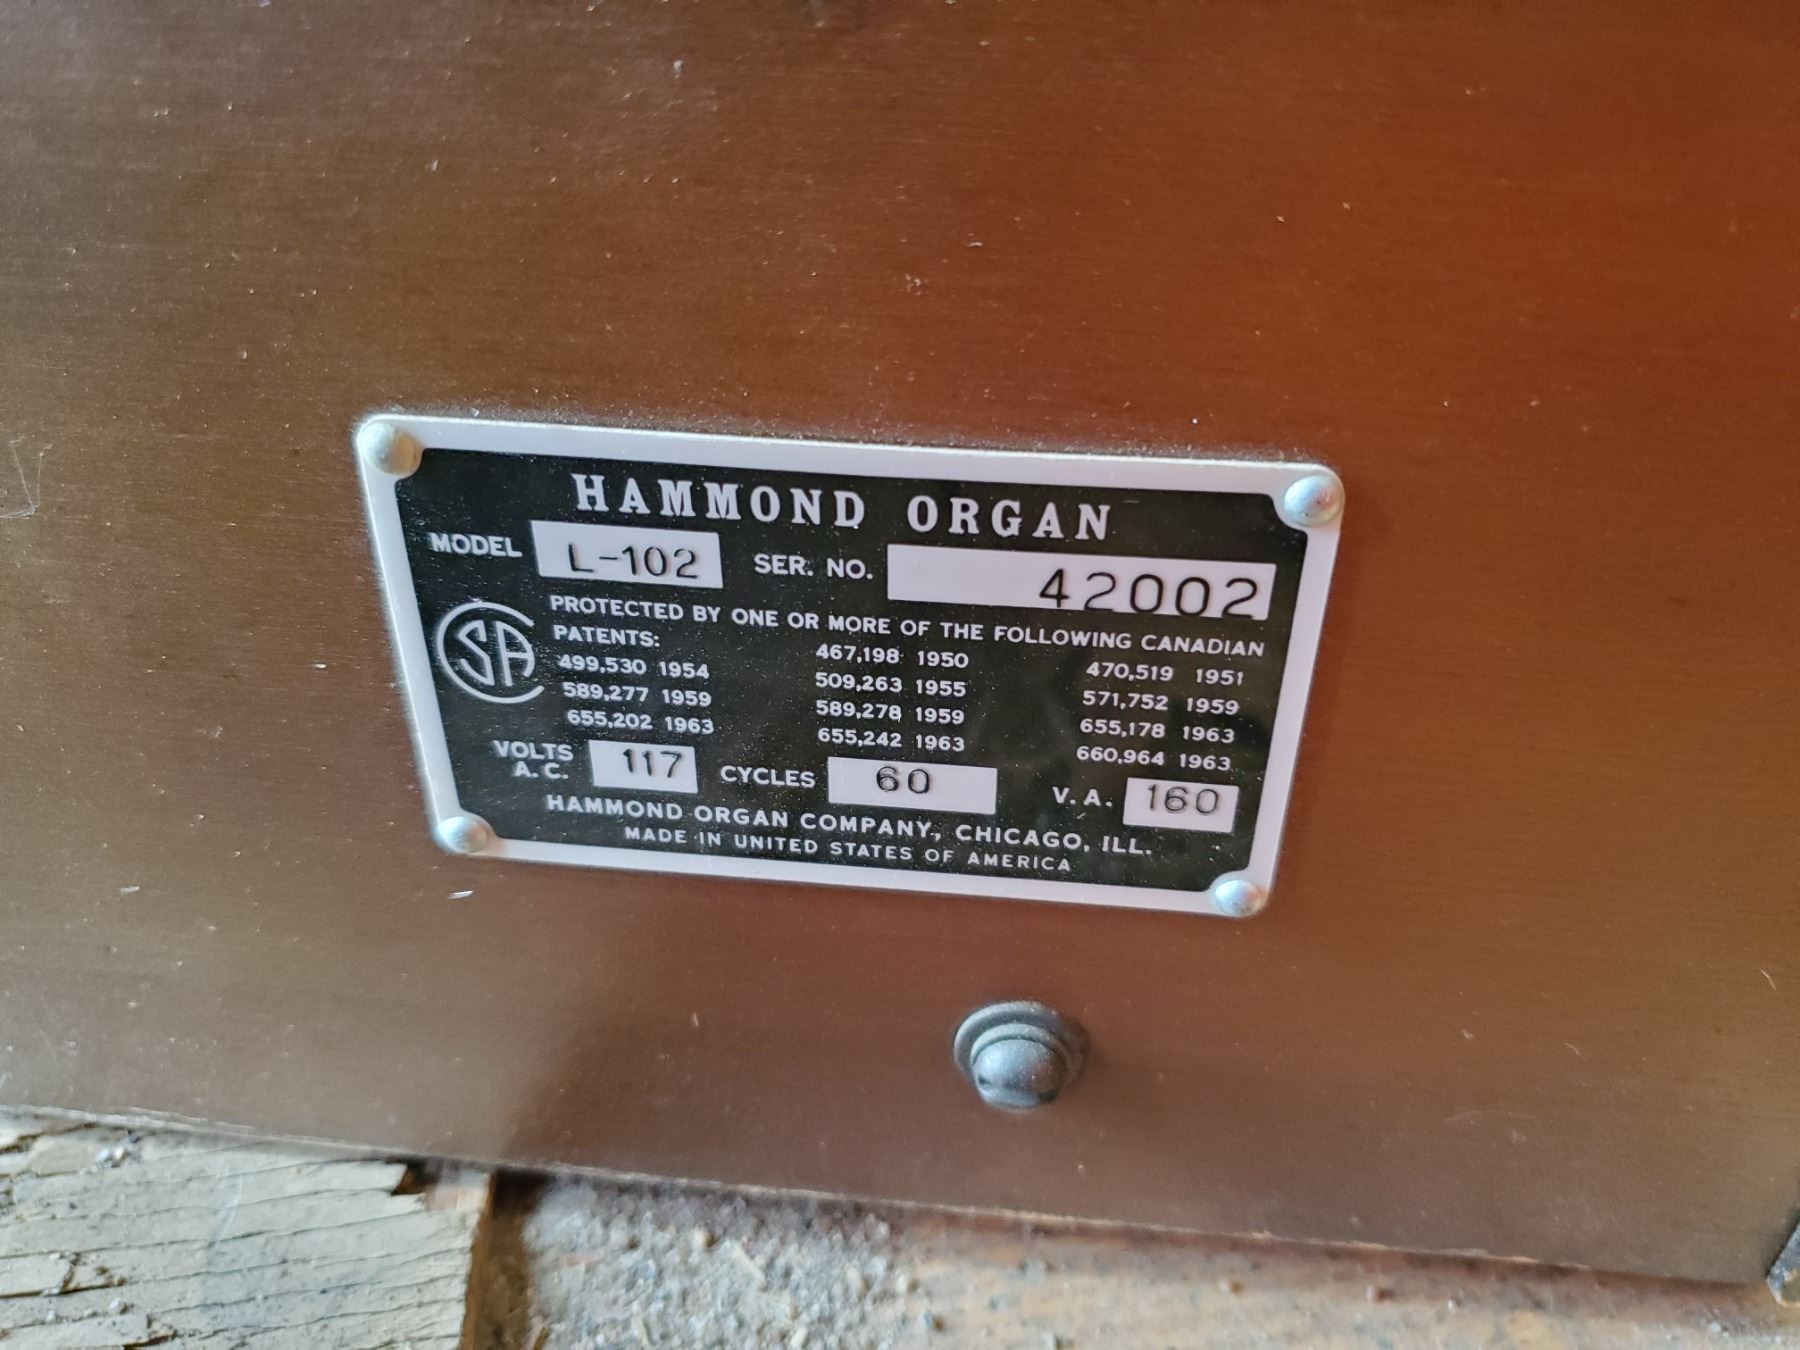 HAMMOND ORGAN
MODEL L-102 SER. NO. 42002
PROTECTED BY ONE OR MORE OF THE FOLLOWING CANADIAN
PATENTS:
467,198 1950 470,519 1951
499,530 1954 509,263 1955 571,752 1959
589,277 1959 589,278 1959 655,178 1963
655,202 1963 655,242 1963 660,964 1963
SA
VOLTS
A.C. 117 CYCLES 60 V.A. 160
HAMMOND ORGAN COMPANY, CHICAGO, ILL.
MADE IN UNITED STATES OF AMERICA